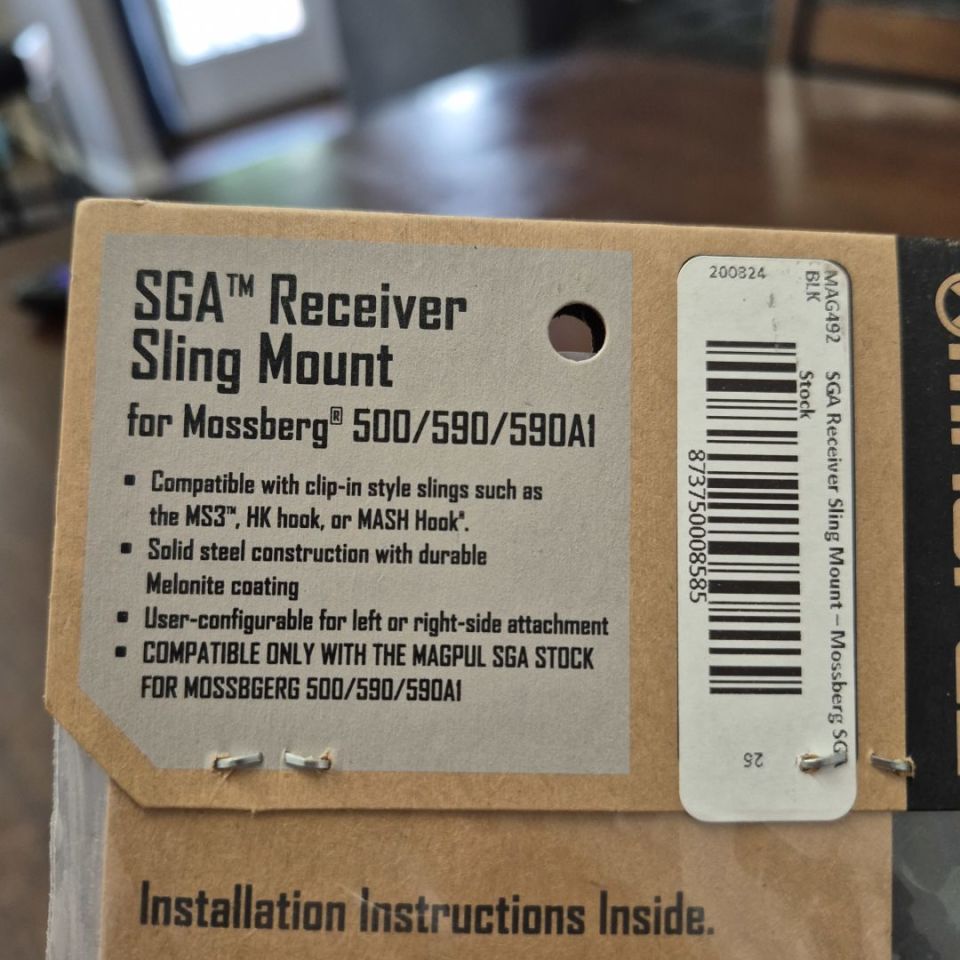 SGA™ Receiver
Sling Mount
for Mossberg® 500/590/590A1
▪ Compatible with clip-in style slings such as
the MS3™, HK hook, or MASH Hook®.
▪ Solid steel construction with durable
Melonite coating
▪ User-configurable for left or right-side attachment
▪ COMPATIBLE ONLY WITH THE MAGPUL SGA STOCK
FOR MOSSBGERG 500/590/590A1
200824
MAG492 SGA Receiver Sling Mount – Mossberg SGA
Stock
BLK
873750008585
26
Installation Instructions Inside.